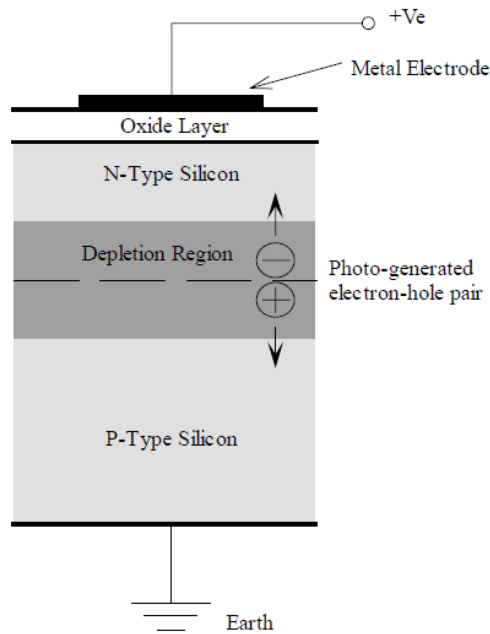 +Ve
Metal Electrode
Oxide Layer
N-Type Silicon
Depletion Region
Photo-generated
electron-hole pair
P-Type Silicon
Earth